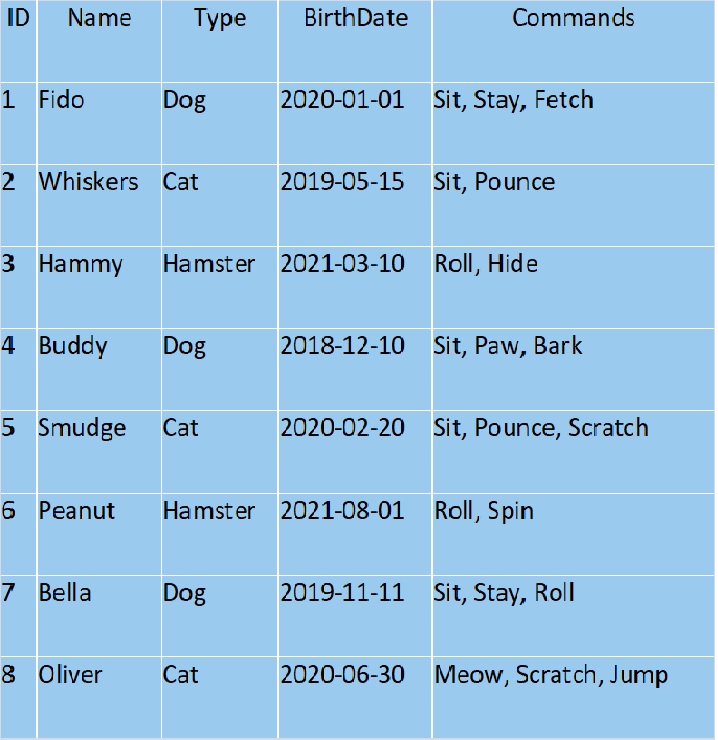 ID Name Type BirthDate Commands
1 Fido Dog 2020-01-01 Sit, Stay, Fetch
2 Whiskers Cat 2019-05-15 Sit, Pounce
3 Hammy Hamster 2021-03-10 Roll, Hide
4 Buddy Dog 2018-12-10 Sit, Paw, Bark
5 Smudge Cat 2020-02-20 Sit, Pounce, Scratch
6 Peanut Hamster 2021-08-01 Roll, Spin
7 Bella Dog 2019-11-11 Sit, Stay, Roll
8 Oliver Cat 2020-06-30 Meow, Scratch, Jump